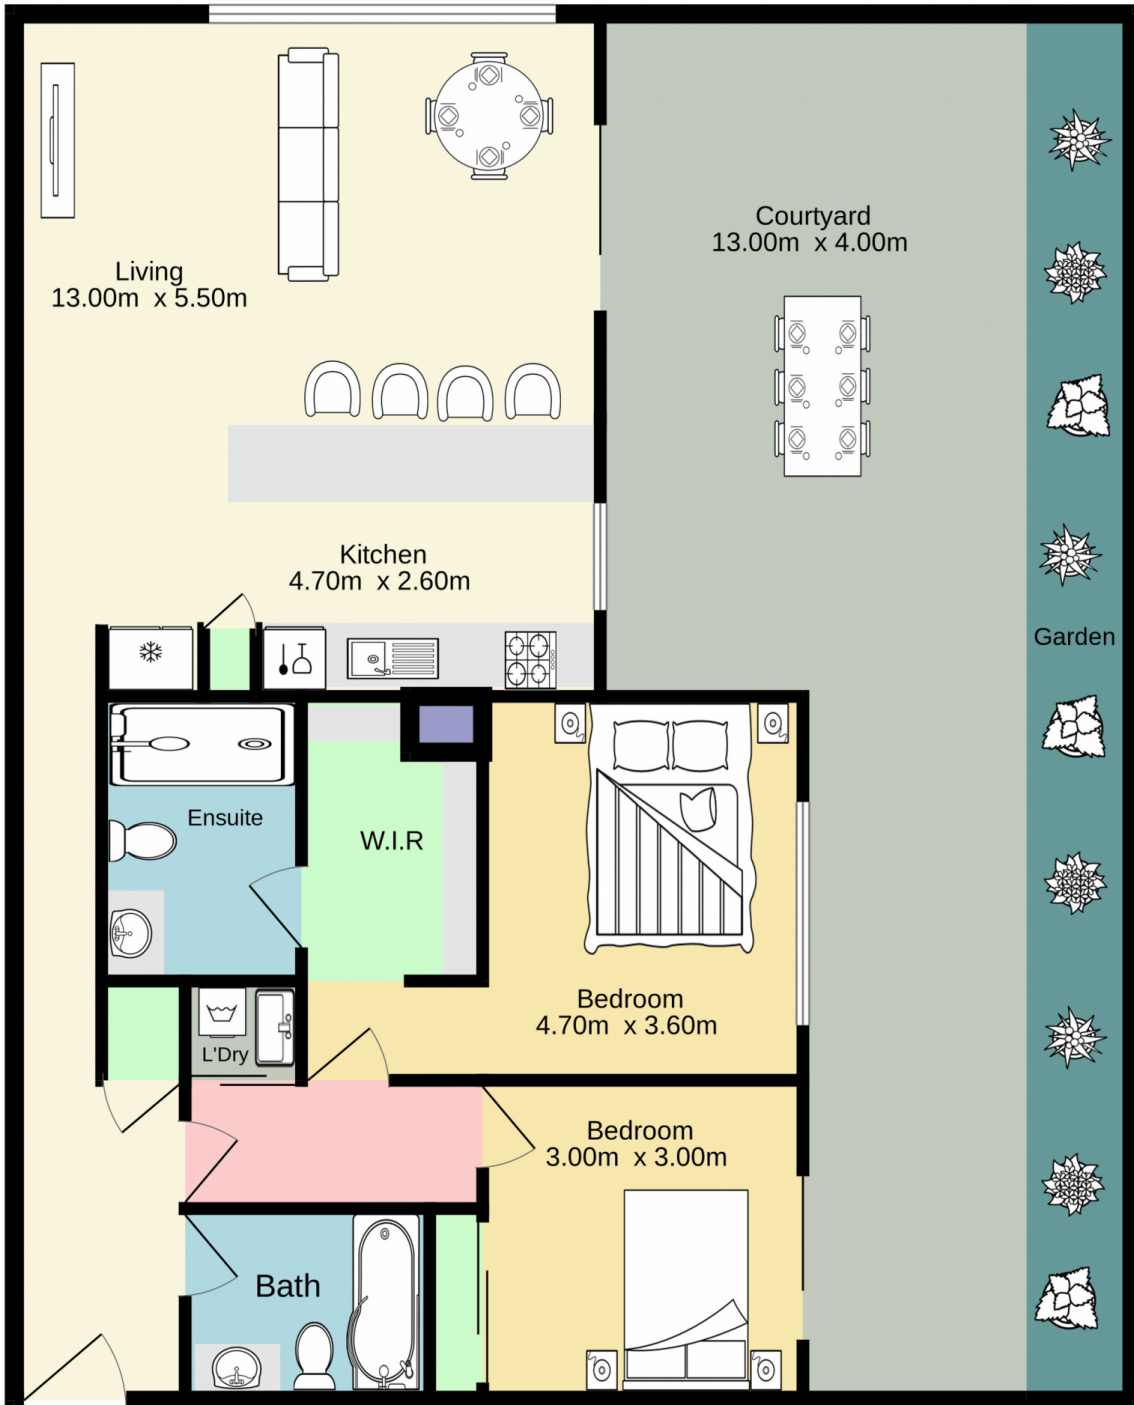 Courtyard
13.00m x 4.00m
Living
13.00m x 5.50m
Kitchen
4.70m x 2.60m
Garden
Ensuite
W.I.R
Bedroom
4.70m x 3.60m
L'Dry
Bedroom
3.00m x 3.00m
Bath